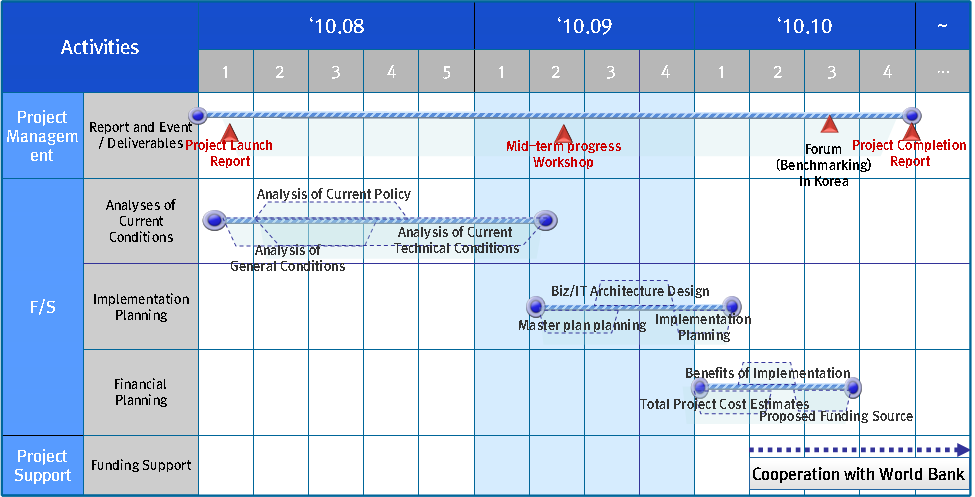 Activities
‘10.08
‘10.09
‘10.10
~
1 2 3 4 5 1 2 3 4 1 2 3 4 ...
Project
Managem
ent
Report and Event
/ Deliverables
Project Launch
Report
Mid-term progress
Workshop
Forum
(Benchmarking)
In Korea
Project Completion
Report
F/S
Analyses of
Current
Conditions
Analysis of Current Policy
Analysis of
General Conditions
Analysis of Current
Technical Conditions
Implementation
Planning
Biz/IT Architecture Design
Master plan planning
Implementation
Planning
Financial
Planning
Benefits of Implementation
Total Project Cost Estimates
Proposed Funding Source
Project
Support
Funding Support
Cooperation with World Bank